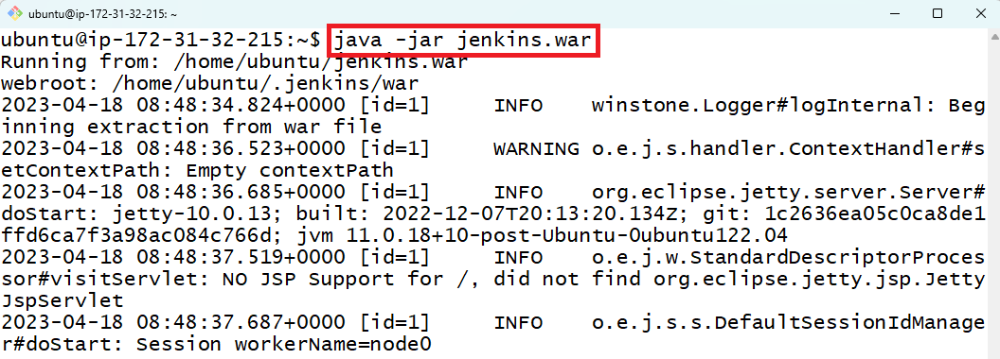 ubuntu@ip-172-31-32-215: ~
ubuntu@ip-172-31-32-215:~$ java -jar jenkins.war
Running from: /home/ubuntu/jenkins.war
webroot: /home/ubuntu/.jenkins/war
2023-04-18 08:48:34.824+0000 [id=1]     INFO    winstone.Logger#logInternal: Beg
inning extraction from war file
2023-04-18 08:48:36.523+0000 [id=1]     WARNING o.e.j.s.handler.ContextHandler#s
etContextPath: Empty contextPath
2023-04-18 08:48:36.685+0000 [id=1]     INFO    org.eclipse.jetty.server.Server#
doStart: jetty-10.0.13; built: 2022-12-07T20:13:20.134Z; git: 1c2636ea05c0ca8de1
ffd6ca7f3a98ac084c766d; jvm 11.0.18+10-post-Ubuntu-0ubuntu122.04
2023-04-18 08:48:37.519+0000 [id=1]     INFO    o.e.j.w.StandardDescriptorProces
sor#visitServlet: NO JSP Support for /, did not find org.eclipse.jetty.jsp.Jetty
JspServlet
2023-04-18 08:48:37.687+0000 [id=1]     INFO    o.e.j.s.s.DefaultSessionIdManage
r#doStart: Session workerName=node0